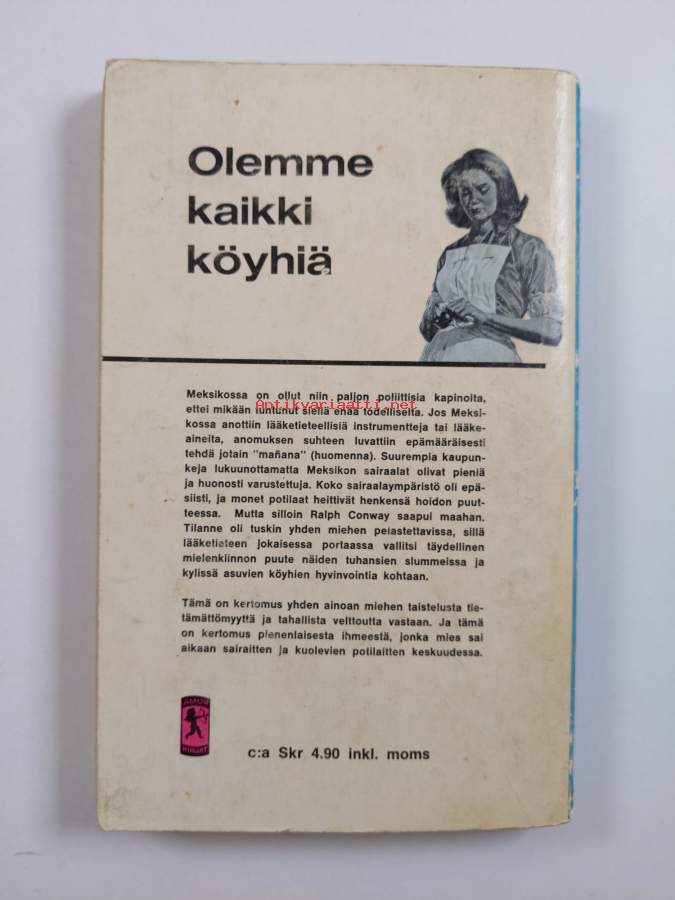 Olemme
kaikki
köyhiä
Meksikossa on ollut niin paljon poliittisia kapinoita,
Antikvariaatti.net
ettei mikään tuntunut siellä enää todelliselta. Jos Meksi-
kossa anottiin lääketieteellisiä instrumentteja tai lääke-
aineita, anomuksen suhteen luvattiin epämääräisesti
tehdä jotain "mañana" (huomenna). Suurempia kaupun-
keja lukuunottamatta Meksikon sairaalat olivat pieniä
ja huonosti varustettuja. Koko sairaalaympäristö oli epä-
siisti, ja monet potilaat heittivät henkensä hoidon puut-
teessa. Mutta silloin Ralph Conway saapui maahan.
Tilanne oli tuskin yhden miehen pelastettavissa, sillä
lääketieteen jokaisessa portaassa vallitsi täydellinen
mielenkiinnon puute näiden tuhansien slummeissa ja
kylissä asuvien köyhien hyvinvointia kohtaan.
Tämä on kertomus yhden ainoan miehen taistelusta tie-
tämättömyyttä ja tahallista velttoutta vastaan. Ja tämä
on kertomus pienenlaisesta ihmeestä, jonka mies sai
aikaan sairaitten ja kuolevien potilaitten keskuudessa.
AMOR
KIRJAT
c:a Skr 4.90 inkl. moms